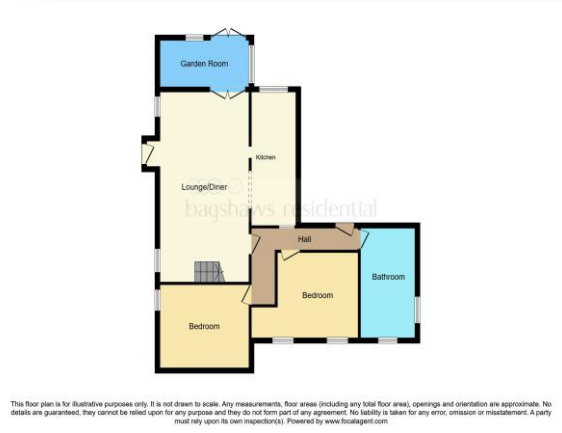 Garden Room
Kitchen
Lounge/Diner
bagshaws residential
Hall
Bathroom
Bedroom
Bedroom
This floor plan is for illustrative purposes only. It is not drawn to scale. Any measurements, floor areas (including any total floor area), openings and orientation are approximate. No
details are guaranteed, they cannot be relied upon for any purpose and they do not form part of any agreement. No liability is taken for any error, omission or misstatement. A party
must rely upon its own inspection(s). Powered by www.focalagent.com